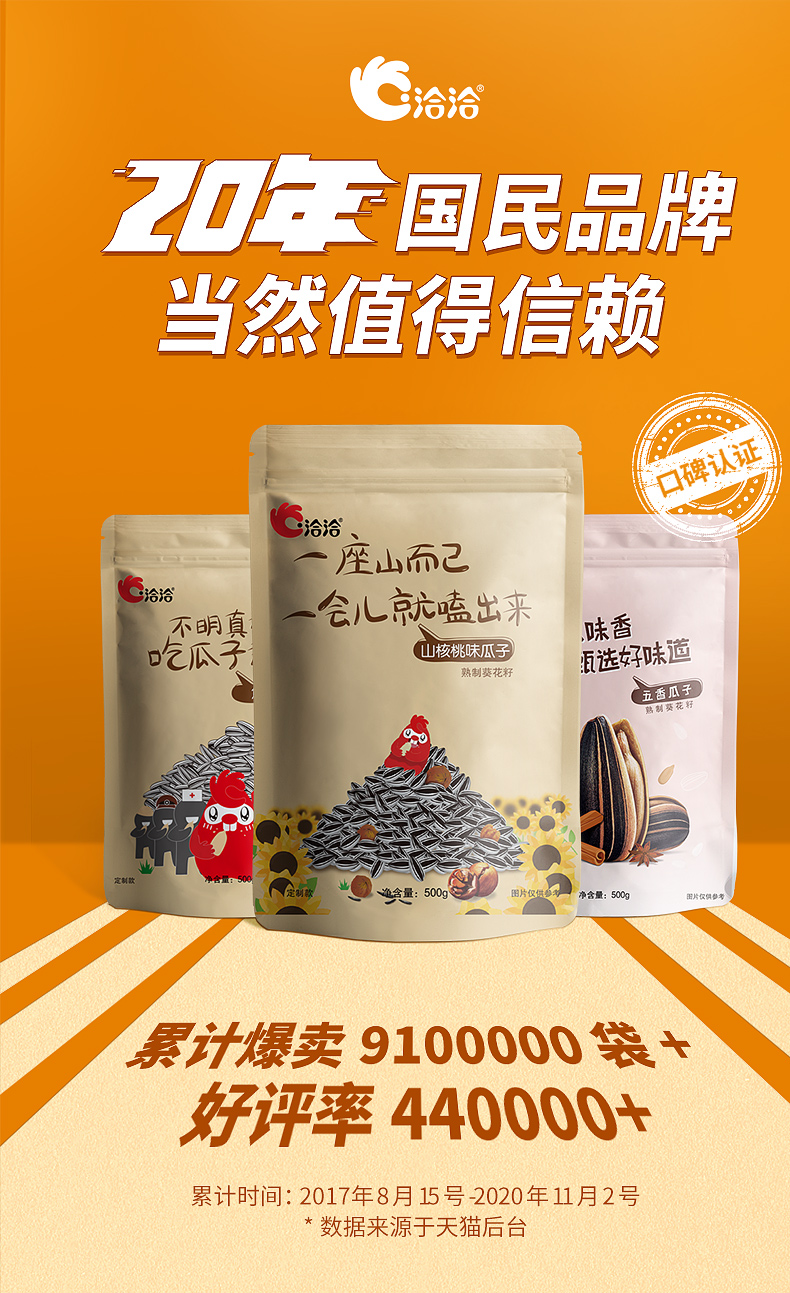 洽洽®
20年国民品牌
当然值得信赖
口碑认证
洽洽®
不明真
吃瓜子
净含量：500
定制款
洽洽®
一座山而已
一会儿就嗑出来
山核桃味瓜子
熟制葵花籽
定制款
净含量：500g
图片仅供参考
味香
甄选好味道
五香瓜子
熟制葵花籽
净含量：500g
图片仅供参考
累计爆卖 9100000 袋+
好评率 440000+
累计时间：2017年8月15号-2020年11月2号
*数据来源于天猫后台